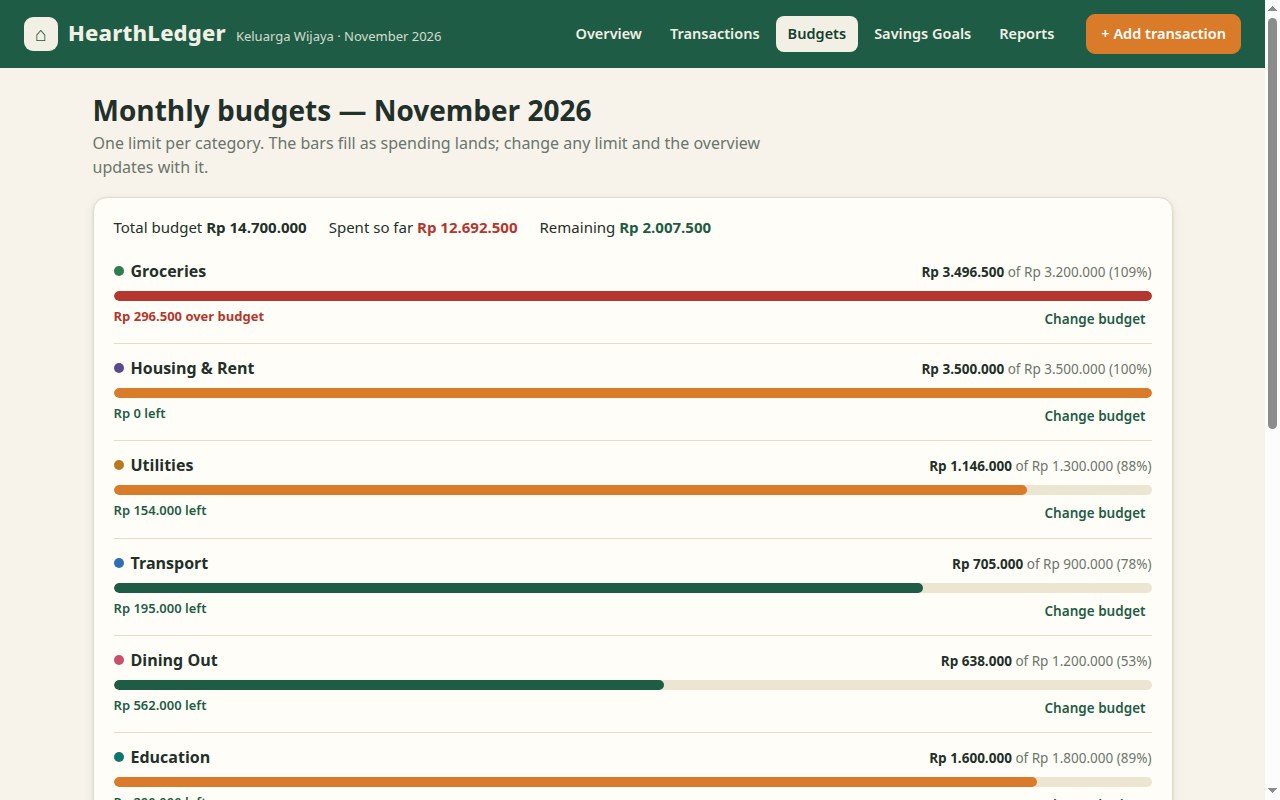 HearthLedger Keluarga Wijaya · November 2026
Overview Transactions Budgets Savings Goals Reports + Add transaction
Monthly budgets — November 2026
One limit per category. The bars fill as spending lands; change any limit and the overview
updates with it.
Total budget Rp 14.700.000 Spent so far Rp 12.692.500 Remaining Rp 2.007.500
Groceries Rp 3.496.500 of Rp 3.200.000 (109%)
Rp 296.500 over budget Change budget
Housing & Rent Rp 3.500.000 of Rp 3.500.000 (100%)
Rp 0 left Change budget
Utilities Rp 1.146.000 of Rp 1.300.000 (88%)
Rp 154.000 left Change budget
Transport Rp 705.000 of Rp 900.000 (78%)
Rp 195.000 left Change budget
Dining Out Rp 638.000 of Rp 1.200.000 (53%)
Rp 562.000 left Change budget
Education Rp 1.600.000 of Rp 1.800.000 (89%)